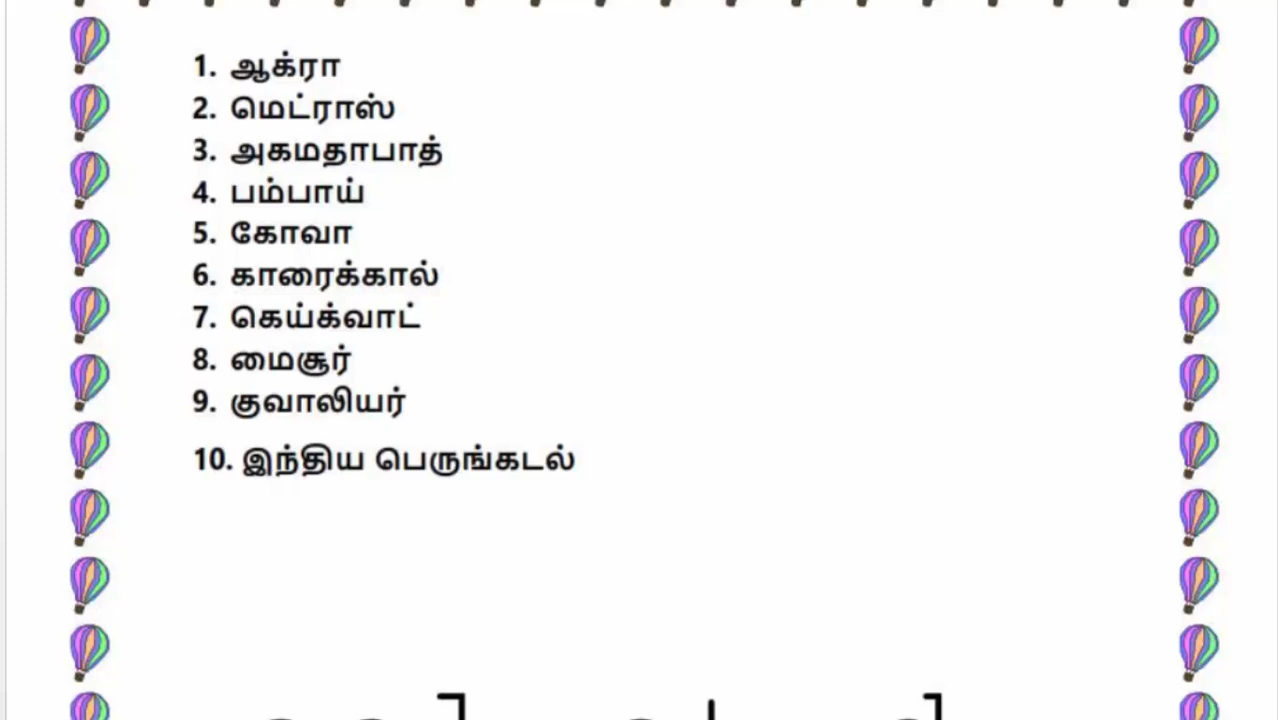 1. ஆக்ரா
2. மெட்ராஸ்
3. அகமதாபாத்
4. பம்பாய்
5. கோவா
6. காரைக்கால்
7. கெய்க்வாட்
8. மைசூர்
9. குவாலியர்
10. இந்திய பெருங்கடல்